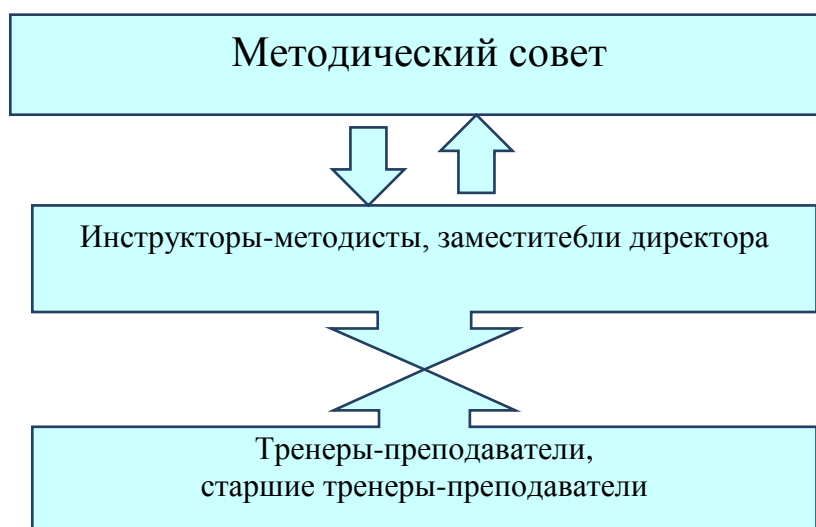 Методический совет
Инструкторы-методисты, заместите6ли директора
Тренеры-преподаватели,
старшие тренеры-преподаватели